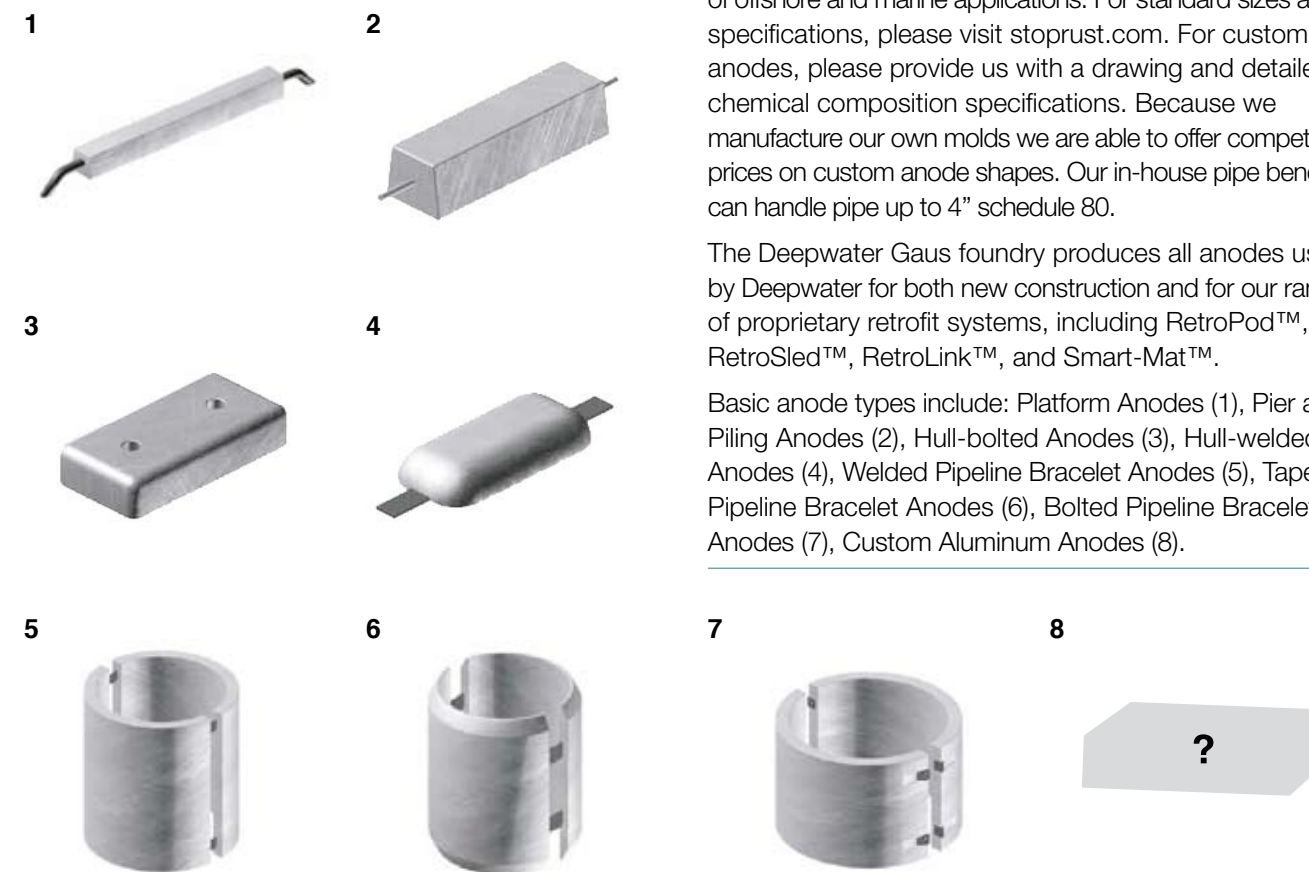 1
2
of offshore and marine applications. For standard sizes a
specifications, please visit stoprust.com. For custom
anodes, please provide us with a drawing and detaile
chemical composition specifications. Because we
manufacture our own molds we are able to offer compet
prices on custom anode shapes. Our in-house pipe bend
can handle pipe up to 4” schedule 80.
The Deepwater Gaus foundry produces all anodes us
by Deepwater for both new construction and for our ran
of proprietary retrofit systems, including RetroPod™,
RetroSled™, RetroLink™, and Smart-Mat™.
Basic anode types include: Platform Anodes (1), Pier a
Piling Anodes (2), Hull-bolted Anodes (3), Hull-welded
Anodes (4), Welded Pipeline Bracelet Anodes (5), Tape
Pipeline Bracelet Anodes (6), Bolted Pipeline Bracelet
Anodes (7), Custom Aluminum Anodes (8).
3
4
5
6
7
8
?